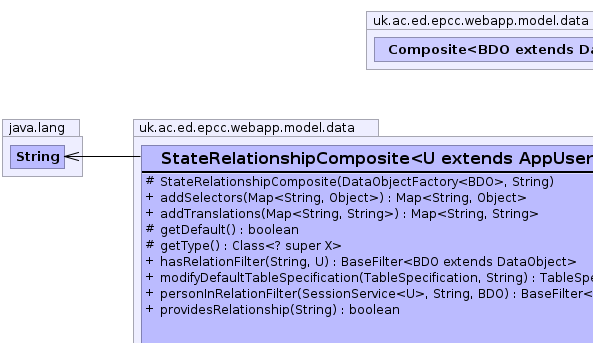 uk.ac.ed.epcc.webapp.model.data
Composite<BDO extends Da
java.lang
String
uk.ac.ed.epcc.webapp.model.data
StateRelationshipComposite<U extends AppUser
# StateRelationshipComposite(DataObjectFactory<BDO>, String)
+ addSelectors(Map<String, Object>) : Map<String, Object>
+ addTranslations(Map<String, String>) : Map<String, String>
# getDefault() : boolean
# getType() : Class<? super X>
+ hasRelationFilter(String, U) : BaseFilter<BDO extends DataObject>
+ modifyDefaultTableSpecification(TableSpecification, String) : TableSpe
+ personInRelationFilter(SessionService<U>, String, BDO) : BaseFilter<
+ providesRelationship(String) : boolean